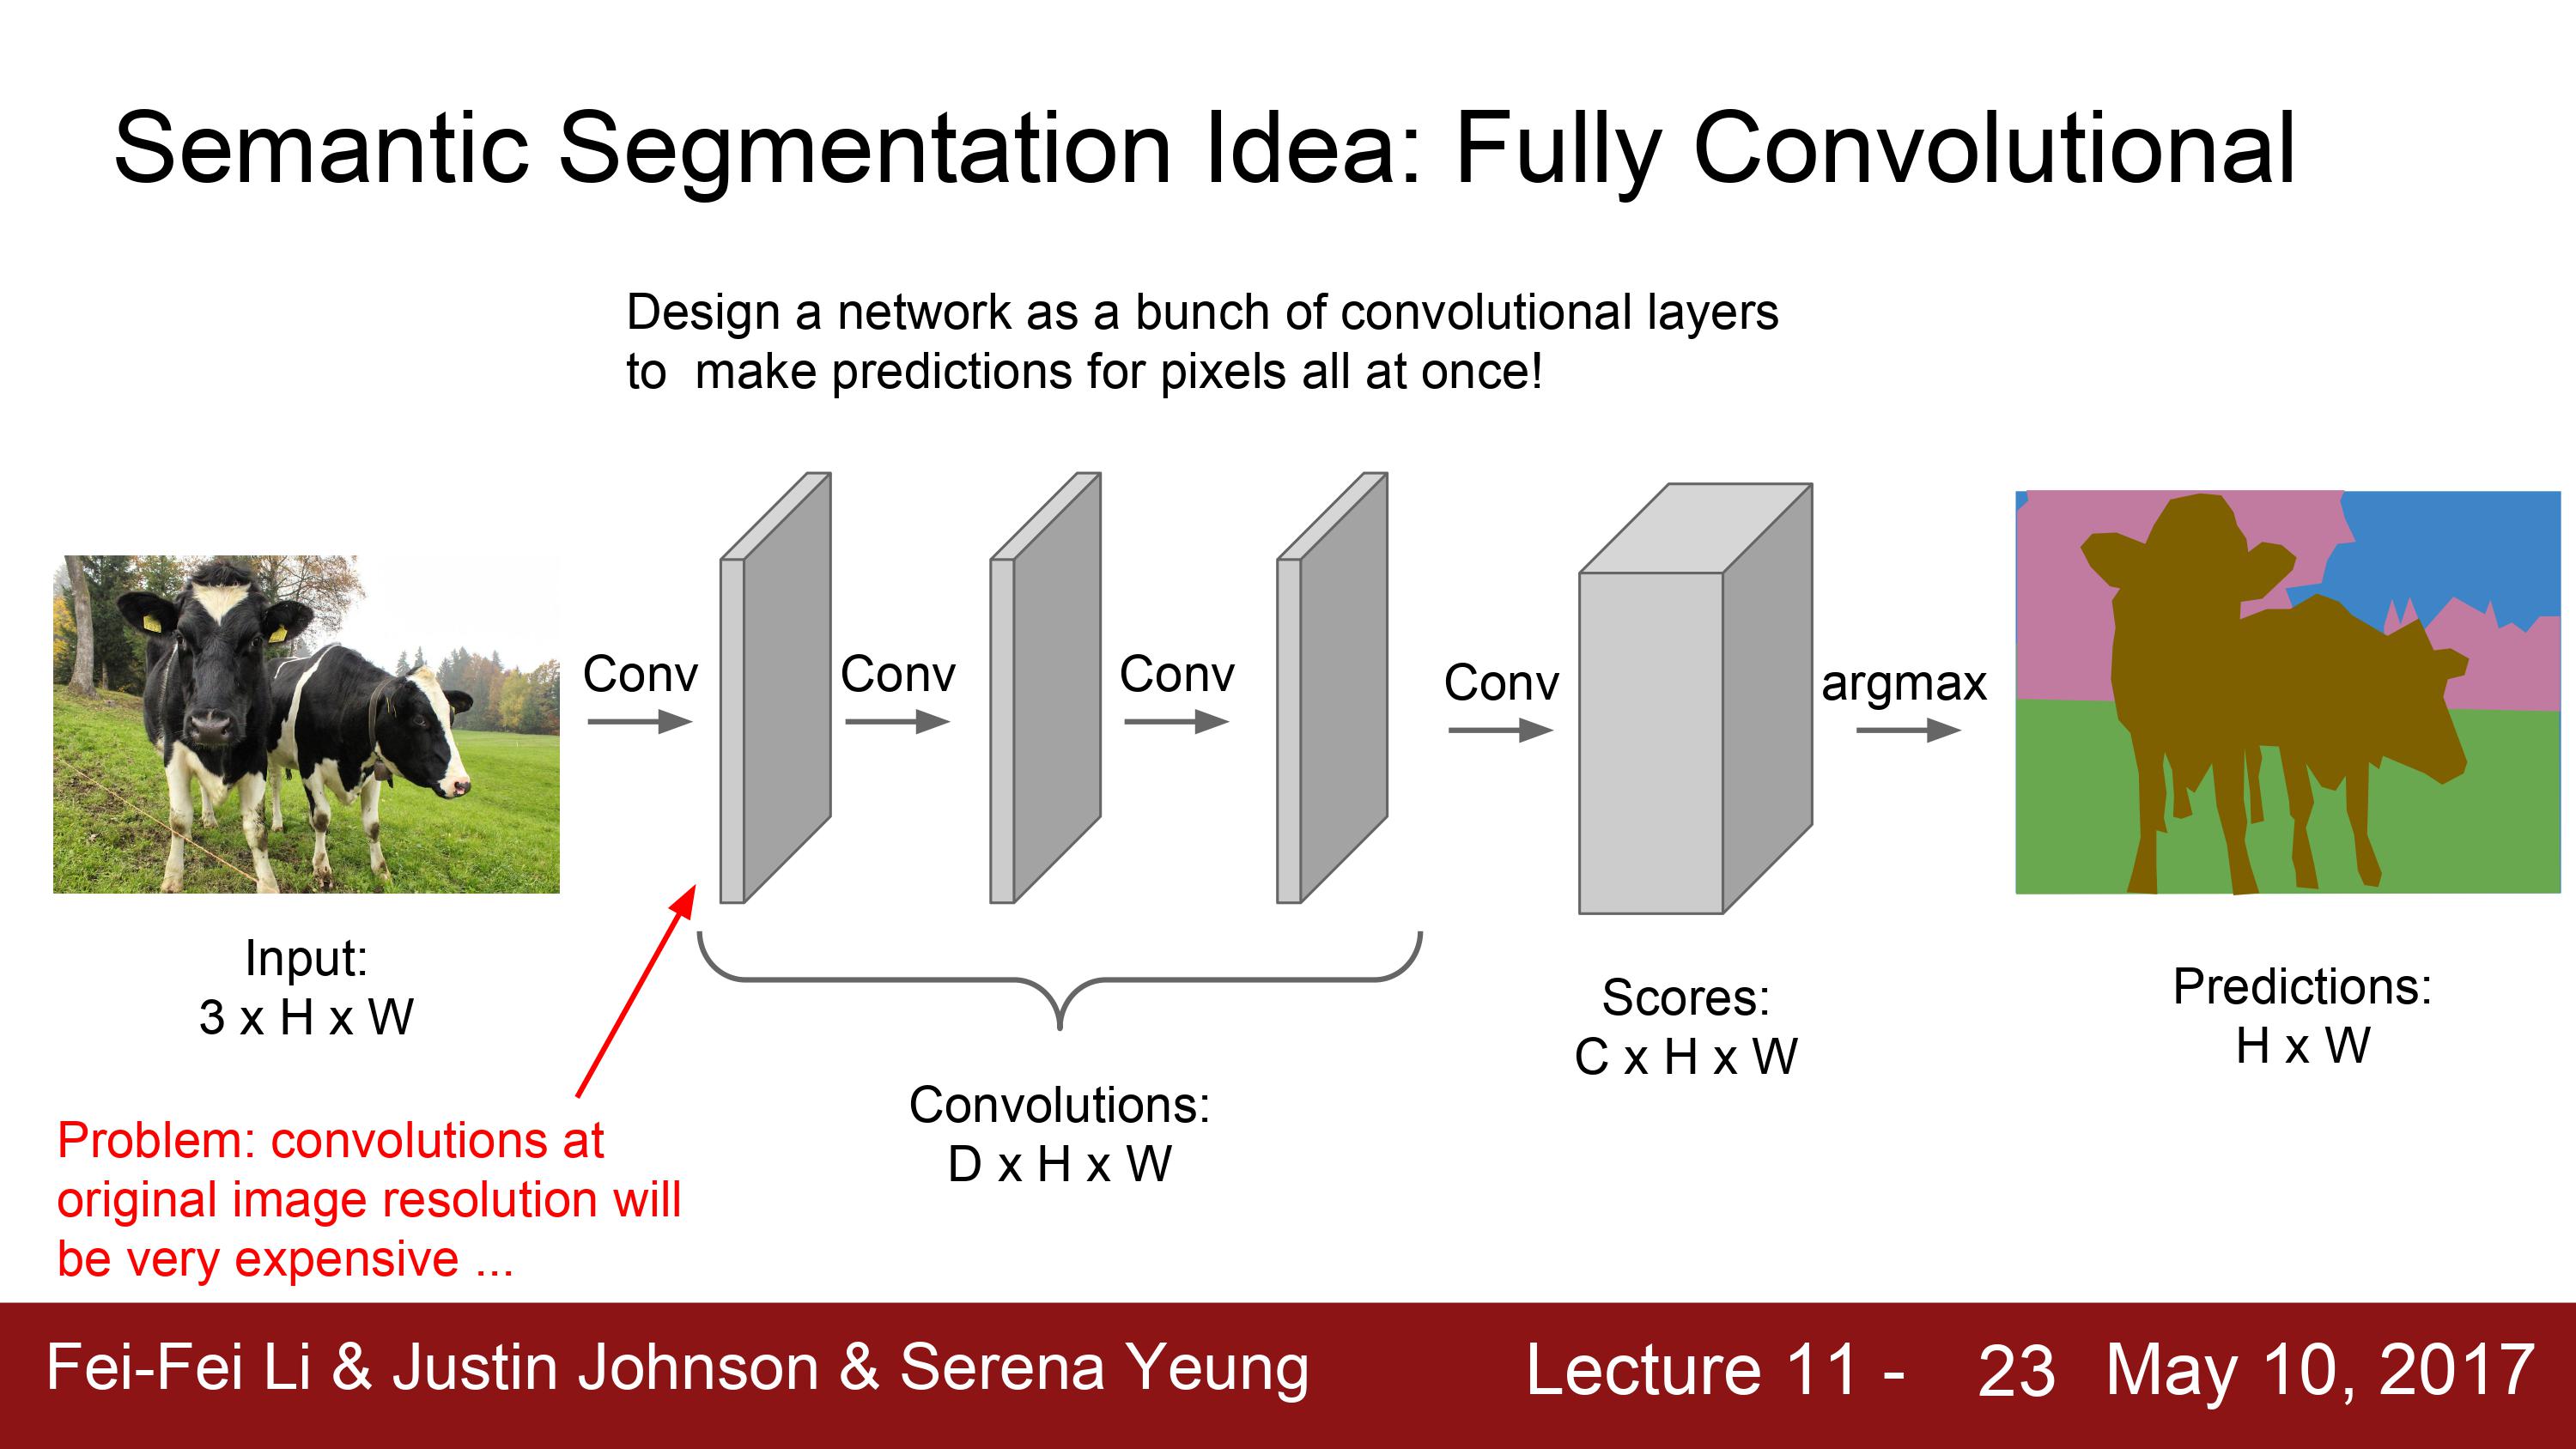 Semantic Segmentation Idea: Fully Convolutional
Design a network as a bunch of convolutional layers
to make predictions for pixels all at once!
Conv
Conv
Conv
Conv
argmax
Input:
3 x H x W
Problem: convolutions at
original image resolution will
be very expensive ...
Convolutions:
D x H x W
Scores:
C x H x W
Predictions:
H x W
Fei-Fei Li & Justin Johnson & Serena Yeung
Lecture 11 - 23 May 10, 2017